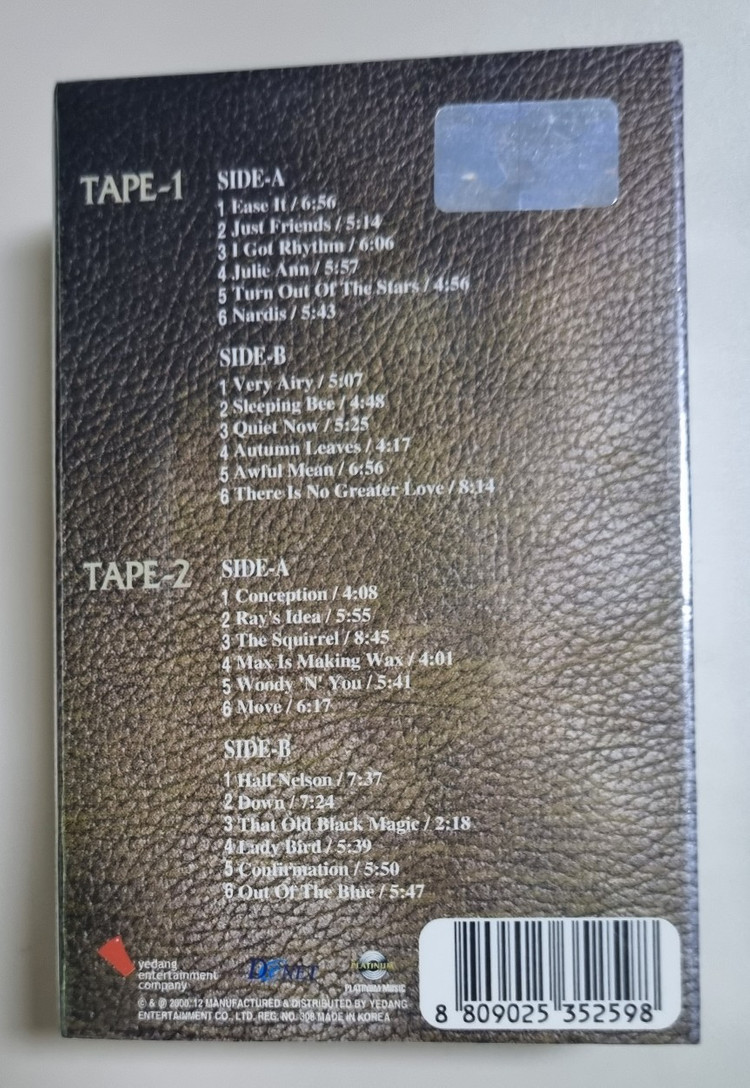 TAPE-1
SIDE-A
1 Ease It / 6:56
2 Just Friends / 5:14
3 I Got Rhythm / 6:06
4 Julie Ann / 5:57
5 Turn Out Of The Stars / 4:56
6 Nardis / 5:43
SIDE-B
1 Very Airy / 5:07
2 Sleeping Bee / 4:48
3 Quiet Now / 5:25
4 Autumn Leaves / 4:17
5 Awful Mean / 6:56
6 There Is No Greater Love / 8:14
TAPE-2
SIDE-A
1 Conception / 4:08
2 Ray's Idea / 5:55
3 The Squirrel / 8:45
4 Max Is Making Wax / 4:01
5 Woody 'N' You / 5:41
6 Move / 6:17
SIDE-B
1 Half Nelson / 7:37
2 Down / 7:24
3 That Old Black Magic / 2:18
4 Lady Bird / 5:39
5 Confirmation / 5:50
6 Out Of The Blue / 5:47
yedang
entertainment
company
PLATINUM
PLATINUM MUSIC
© & ℗ 2000.12 MANUFACTURED & DISTRIBUTED BY YEDANG
ENTERTAINMENT CO., LTD. REG. NO. 308 MADE IN KOREA
8 809025 352598